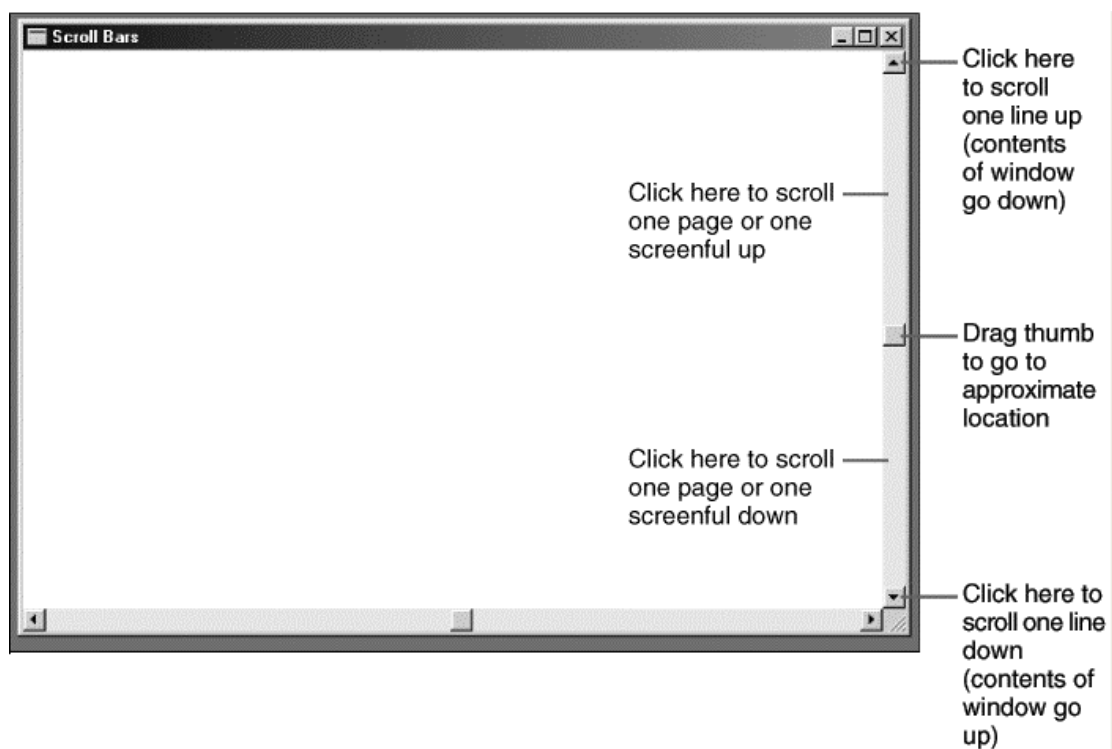 Scroll Bars
Click here
to scroll
one line up
(contents
of window
go down)
Click here to scroll
one page or one
screenful up
Drag thumb
to go to
approximate
location
Click here to scroll
one page or one
screenful down
Click here to
scroll one line
down
(contents of
window go
up)